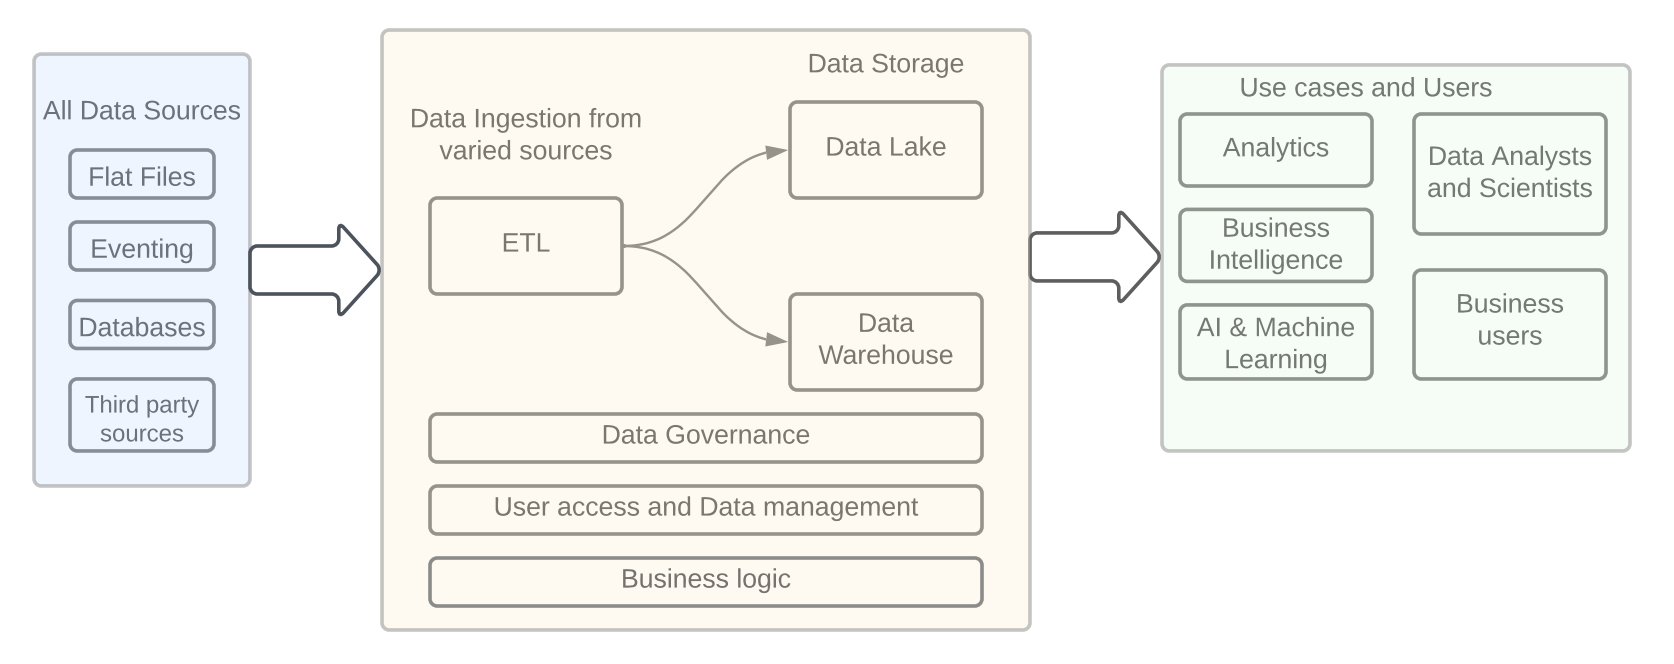 All Data Sources
Flat Files
Eventing
Databases
Third party
sources
Data Ingestion from
varied sources
ETL
Data Storage
Data Lake
Data
Warehouse
Data Governance
User access and Data management
Business logic
Use cases and Users
Analytics
Business
Intelligence
AI & Machine
Learning
Data Analysts
and Scientists
Business
users